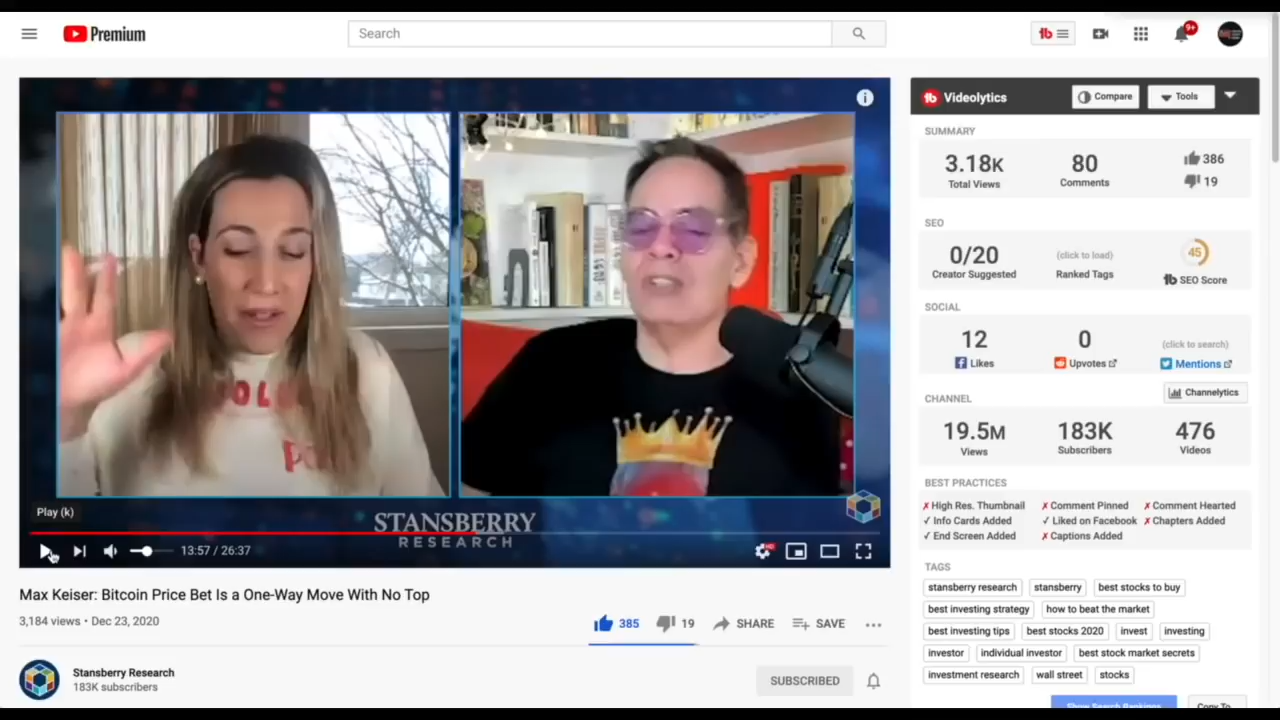 Premium
Search
9+
Videolytics
Compare
Tools
SUMMARY
3.18K
80
386
Total Views
Comments
19
SEO
0/20
(click to load)
45
Creator Suggested
Ranked Tags
SEO Score
SOCIAL
12
0
(click to search)
Likes
Upvotes
Mentions
Channelytics
CHANNEL
19.5M
183K
476
Views
Subscribers
Videos
BEST PRACTICES
✗ High Res. Thumbnail ✗ Comment Pinned ✗ Comment Hearted
✓ Info Cards Added ✓ Liked on Facebook ✗ Chapters Added
✓ End Screen Added ✗ Captions Added
TAGS
stansberry research stansberry best stocks to buy
best investing strategy how to beat the market
best investing tips best stocks 2020 invest investing
investor individual investor best stock market secrets
investment research wall street stocks
Show Search Rankings Copy To
Play (k)
STANSBERRY
RESEARCH
13:57 / 26:37
Max Keiser: Bitcoin Price Bet Is a One-Way Move With No Top
3,184 views • Dec 23, 2020
385 19 SHARE SAVE
Stansberry Research
183K subscribers
SUBSCRIBED